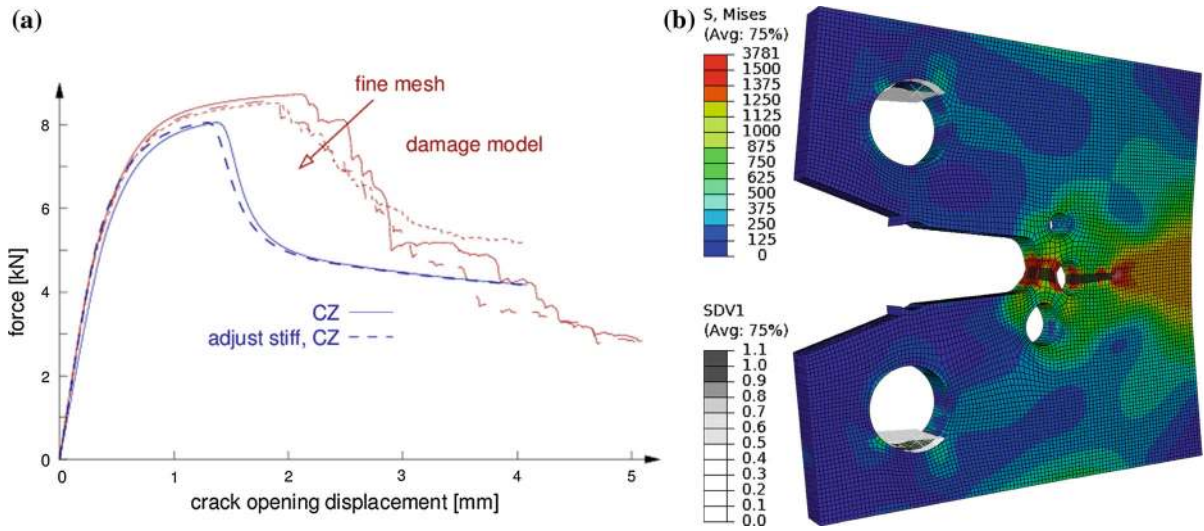 (a)
8
6
4
8
0
force [kN]
fine mesh
damage model
CZ
adjust stiff, CZ
0 1 2 3 4 5
crack opening displacement [mm]
(b)
S, Mises
(Avg: 75%)
3781
1500
1375
1250
1125
1000
875
750
625
500
375
250
125
0
SDV1
(Avg: 75%)
1.1
1.0
0.9
0.8
0.7
0.6
0.5
0.4
0.3
0.2
0.1
0.0